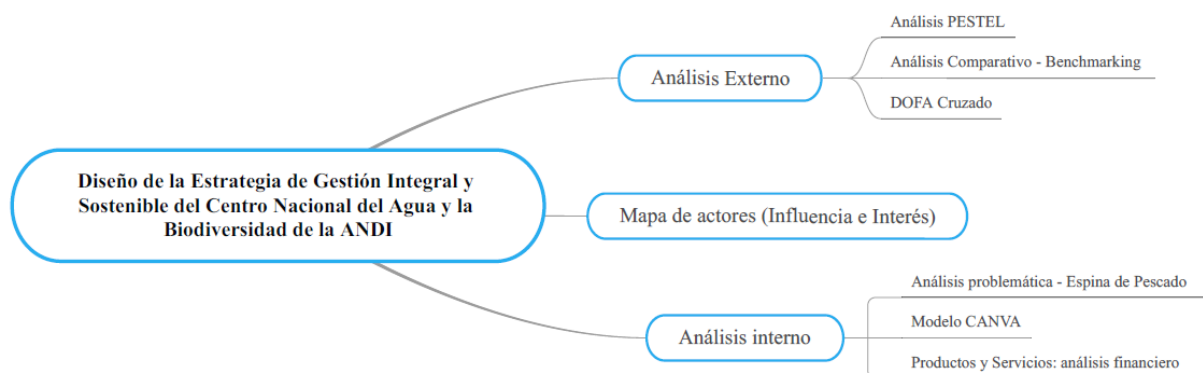 Análisis PESTEL
Análisis Externo
Análisis Comparativo - Benchmarking
DOFA Cruzado
Diseño de la Estrategia de Gestión Integral y
Sostenible del Centro Nacional del Agua y la
Biodiversidad de la ANDI
Mapa de actores (Influencia e Interés)
Análisis problemática - Espina de Pescado
Análisis interno
Modelo CANVA
Productos y Servicios: análisis financiero